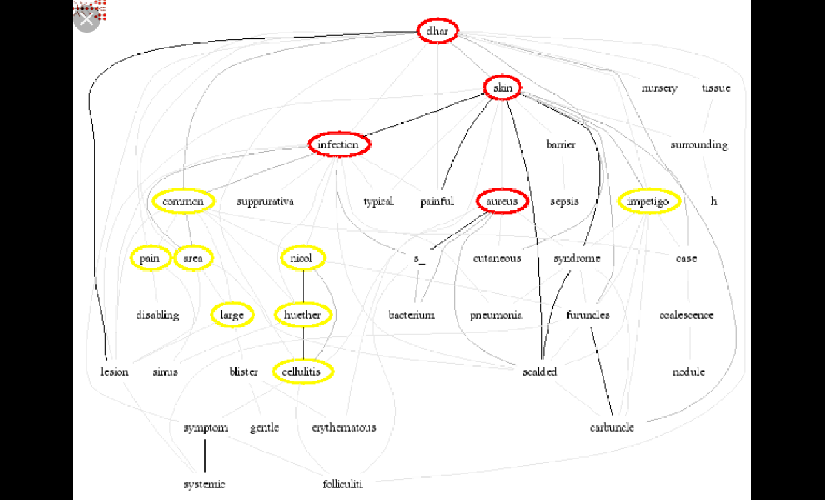 dhar
skin nursery tissue
infection barrier surrounding
common suppurativa typical painful aureus sepsis impetigo h
pain area nicol s_ cutaneous syndrome case
disabling large huether bacterium pneumonia furuncles coalescence
lesion sinus blister cellulitis scalded nodule
symptom gentle erythematous carbuncle
systemic folliculiti